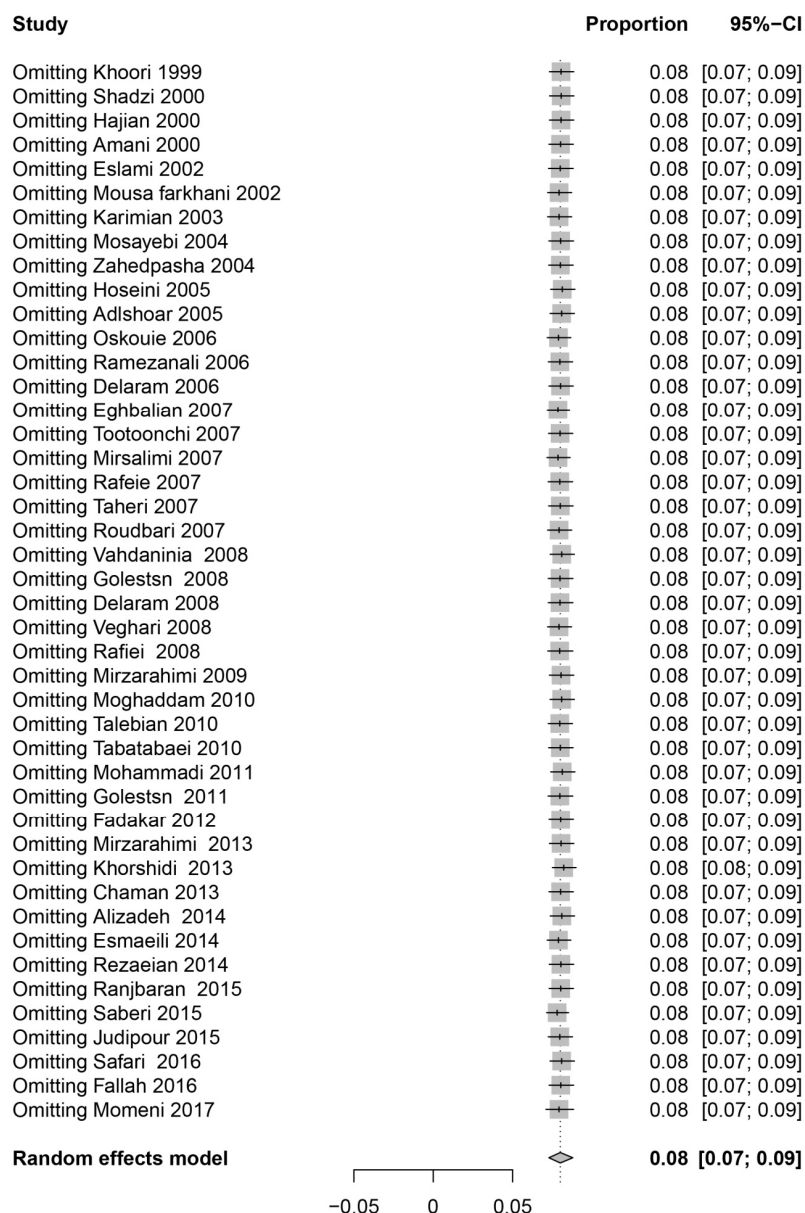 Study Proportion 95%−CI
Omitting Khoori 1999 0.08 [0.07; 0.09]
Omitting Shadzi 2000 0.08 [0.07; 0.09]
Omitting Hajian 2000 0.08 [0.07; 0.09]
Omitting Amani 2000 0.08 [0.07; 0.09]
Omitting Eslami 2002 0.08 [0.07; 0.09]
Omitting Mousa farkhani 2002 0.08 [0.07; 0.09]
Omitting Karimian 2003 0.08 [0.07; 0.09]
Omitting Mosayebi 2004 0.08 [0.07; 0.09]
Omitting Zahedpasha 2004 0.08 [0.07; 0.09]
Omitting Hoseini 2005 0.08 [0.07; 0.09]
Omitting Adlshoar 2005 0.08 [0.07; 0.09]
Omitting Oskouie 2006 0.08 [0.07; 0.09]
Omitting Ramezanali 2006 0.08 [0.07; 0.09]
Omitting Delaram 2006 0.08 [0.07; 0.09]
Omitting Eghbalian 2007 0.08 [0.07; 0.09]
Omitting Tootoonchi 2007 0.08 [0.07; 0.09]
Omitting Mirsalimi 2007 0.08 [0.07; 0.09]
Omitting Rafeie 2007 0.08 [0.07; 0.09]
Omitting Taheri 2007 0.08 [0.07; 0.09]
Omitting Roudbari 2007 0.08 [0.07; 0.09]
Omitting Vahdaninia 2008 0.08 [0.07; 0.09]
Omitting Golestsn 2008 0.08 [0.07; 0.09]
Omitting Delaram 2008 0.08 [0.07; 0.09]
Omitting Veghari 2008 0.08 [0.07; 0.09]
Omitting Rafiei 2008 0.08 [0.07; 0.09]
Omitting Mirzarahimi 2009 0.08 [0.07; 0.09]
Omitting Moghaddam 2010 0.08 [0.07; 0.09]
Omitting Talebian 2010 0.08 [0.07; 0.09]
Omitting Tabatabaei 2010 0.08 [0.07; 0.09]
Omitting Mohammadi 2011 0.08 [0.07; 0.09]
Omitting Golestsn 2011 0.08 [0.07; 0.09]
Omitting Fadakar 2012 0.08 [0.07; 0.09]
Omitting Mirzarahimi 2013 0.08 [0.07; 0.09]
Omitting Khorshidi 2013 0.08 [0.08; 0.09]
Omitting Chaman 2013 0.08 [0.07; 0.09]
Omitting Alizadeh 2014 0.08 [0.07; 0.09]
Omitting Esmaeili 2014 0.08 [0.07; 0.09]
Omitting Rezaeian 2014 0.08 [0.07; 0.09]
Omitting Ranjbaran 2015 0.08 [0.07; 0.09]
Omitting Saberi 2015 0.08 [0.07; 0.09]
Omitting Judipour 2015 0.08 [0.07; 0.09]
Omitting Safari 2016 0.08 [0.07; 0.09]
Omitting Fallah 2016 0.08 [0.07; 0.09]
Omitting Momeni 2017 0.08 [0.07; 0.09]
Random effects model 0.08 [0.07; 0.09]
−0.05 0 0.05